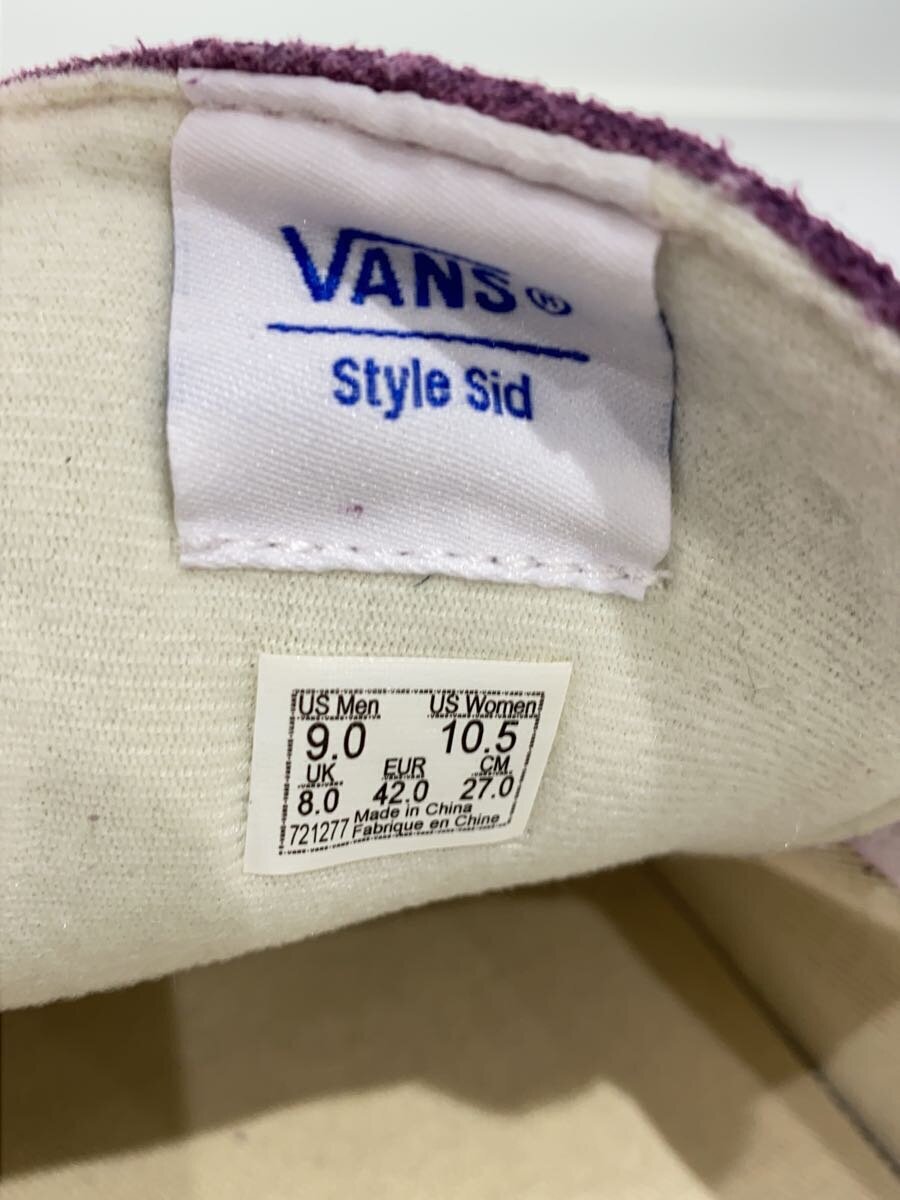 VANS®
Style Sid
US Men US Women
9.0 10.5
UK EUR CM
8.0 42.0 27.0
Made in China
721277 Fabrique en Chine